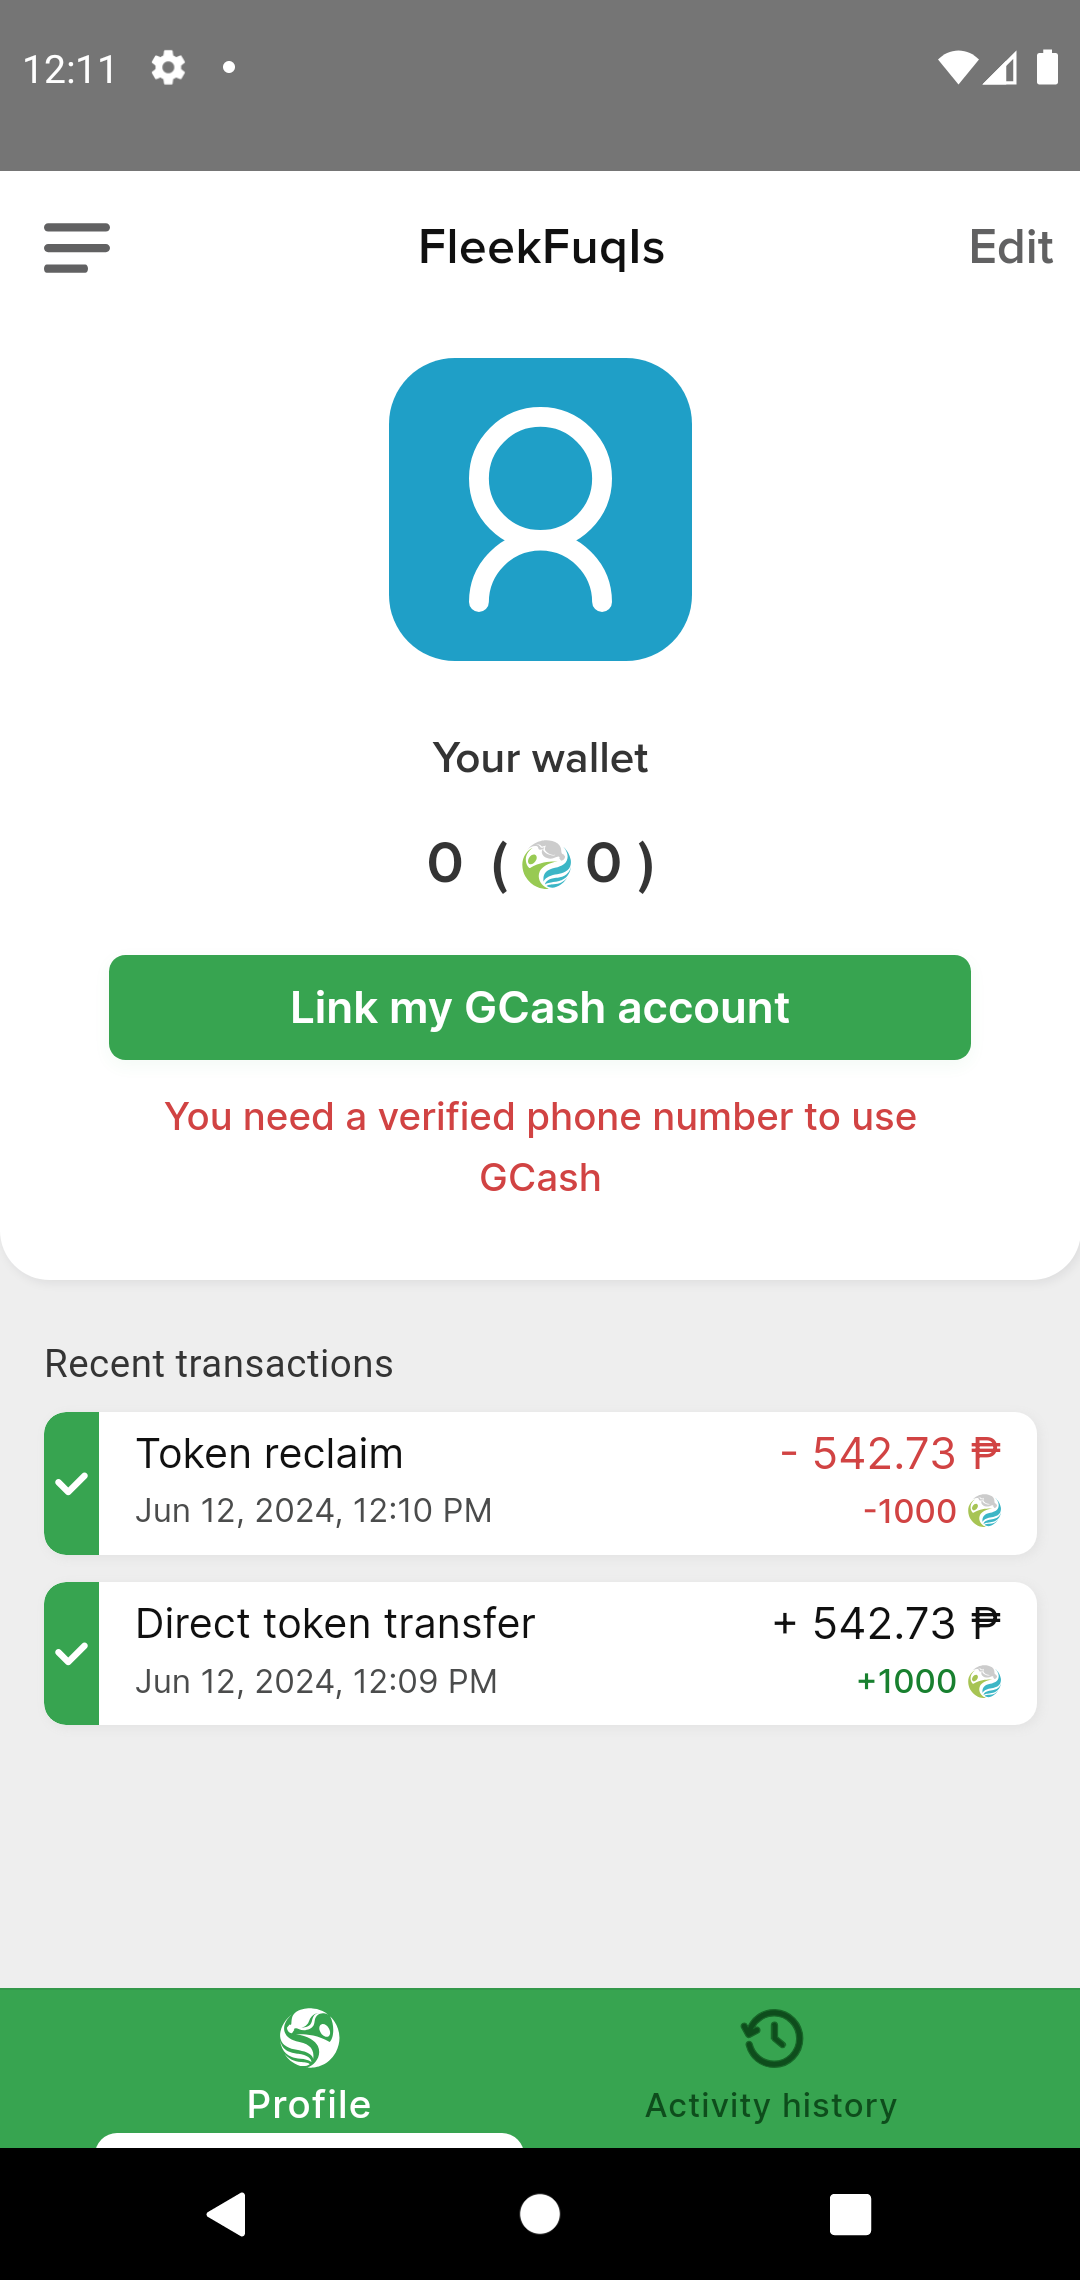 12:11
FleekFuqls
Edit
Your wallet
0 ( 0 )
Link my GCash account
You need a verified phone number to use
GCash
Recent transactions
Token reclaim
- 542.73 ₱
Jun 12, 2024, 12:10 PM
-1000
Direct token transfer
+ 542.73 ₱
Jun 12, 2024, 12:09 PM
+1000
Profile
Activity history